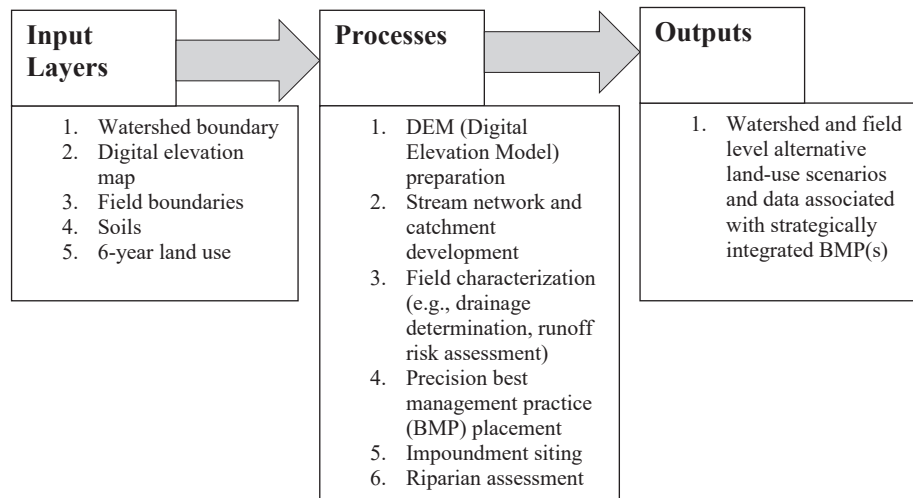 Input
Layers
1. Watershed boundary
2. Digital elevation
map
3. Field boundaries
4. Soils
5. 6-year land use
Processes
1. DEM (Digital
Elevation Model)
preparation
2. Stream network and
catchment
development
3. Field characterization
(e.g., drainage
determination, runoff
risk assessment)
4. Precision best
management practice
(BMP) placement
5. Impoundment siting
6. Riparian assessment
Outputs
1. Watershed and field
level alternative
land-use scenarios
and data associated
with strategically
integrated BMP(s)